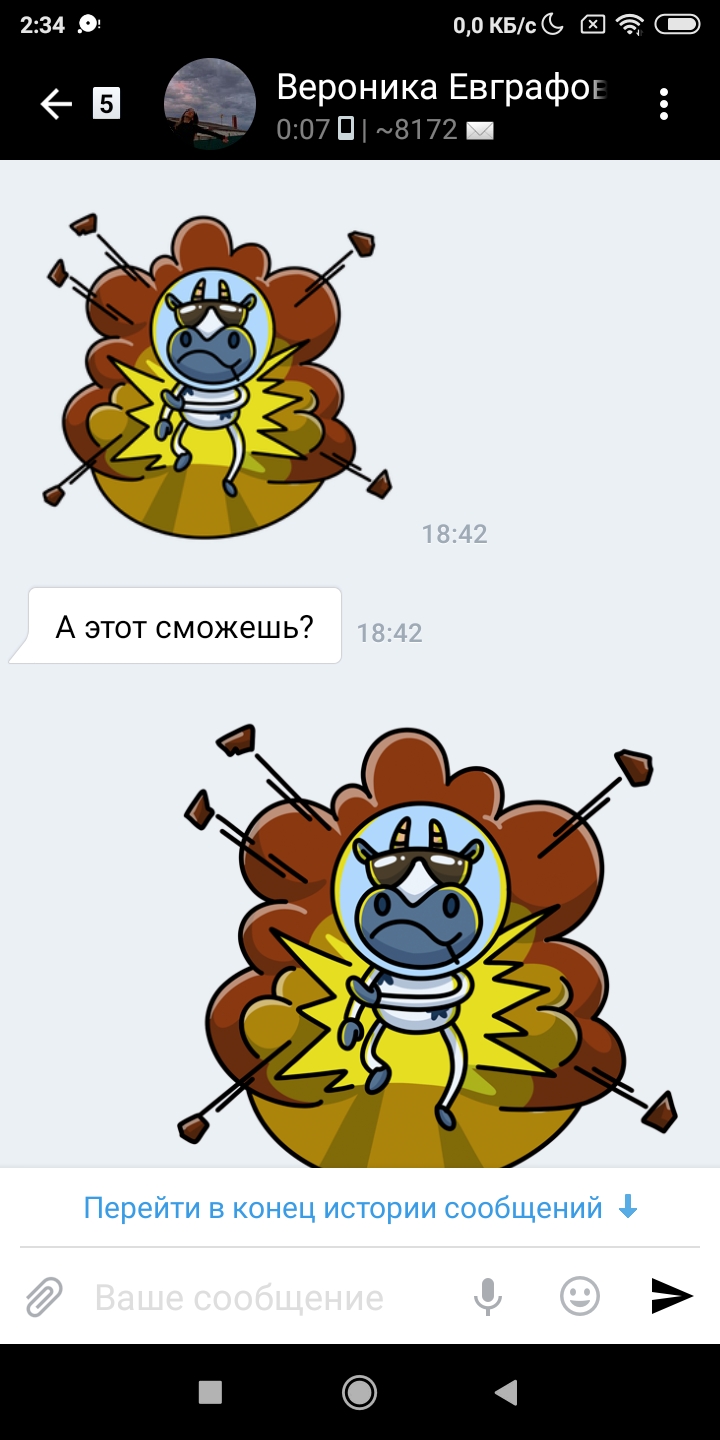 2:34
0,0 КБ/с
5
Вероника Евграфов
0:07 | ~8172
18:42
А этот сможешь?
18:42
Перейти в конец истории сообщений
Ваше сообщение